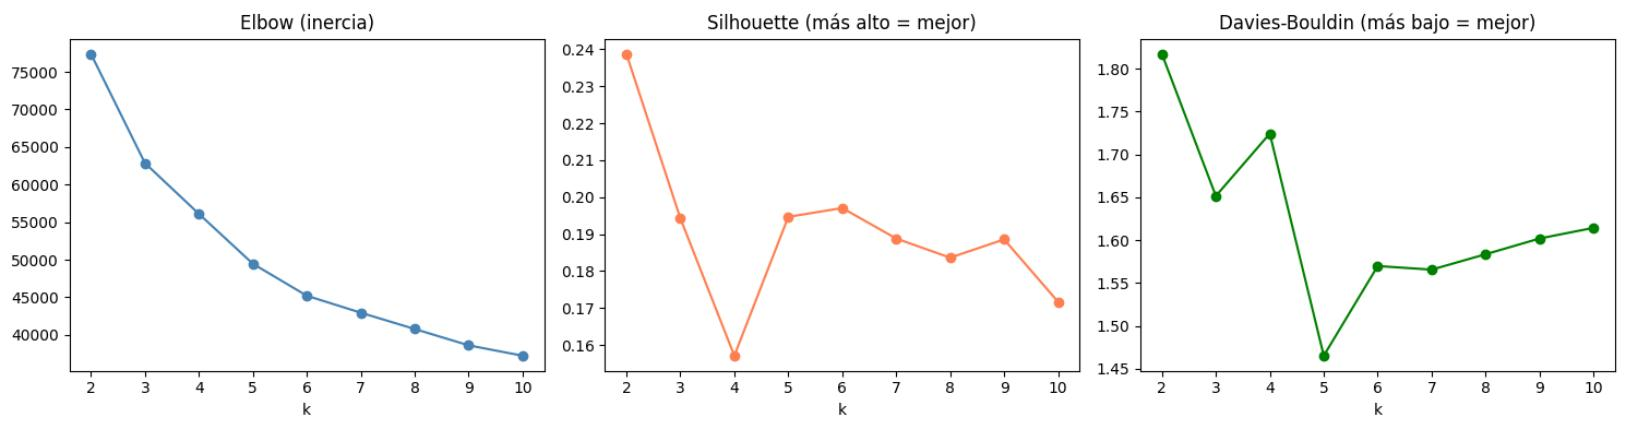 Elbow (inercia)
75000
70000
65000
60000
55000
50000
45000
40000
2 3 4 5 6 7 8 9 10
k
Silhouette (más alto = mejor)
0.24
0.23
0.22
0.21
0.20
0.19
0.18
0.17
0.16
2 3 4 5 6 7 8 9 10
k
Davies-Bouldin (más bajo = mejor)
1.80
1.75
1.70
1.65
1.60
1.55
1.50
1.45
2 3 4 5 6 7 8 9 10
k